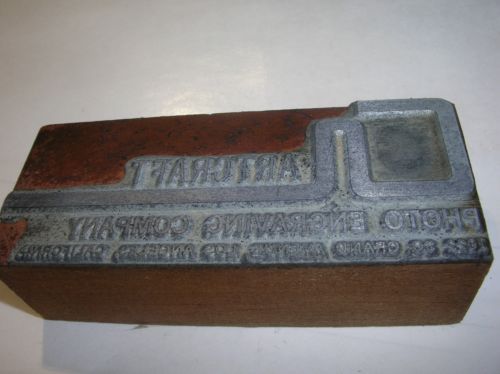 ARTCRAFT
PHOTO ENGRAVING COMPANY
SO. GRAND AVENUE LOS ANGELES CALIFORNIA